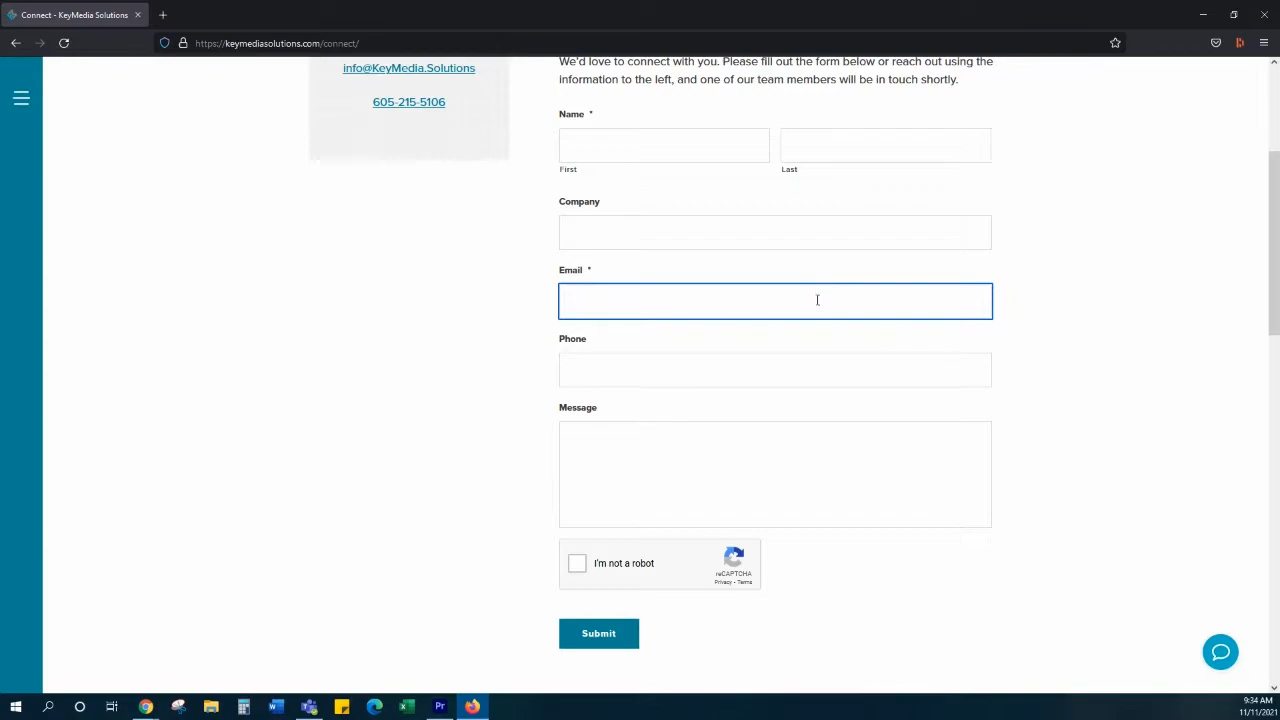 Connect - KeyMedia Solutions
https://keymediasolutions.com/connect/
info@KeyMedia.Solutions
605-215-5106
We'd love to connect with you. Please fill out the form below or reach out using the
information to the left, and one of our team members will be in touch shortly.
Name *
First
Last
Company
Email *
Phone
Message
I'm not a robot
reCAPTCHA
Privacy - Terms
Submit
9:34 AM
11/11/2021